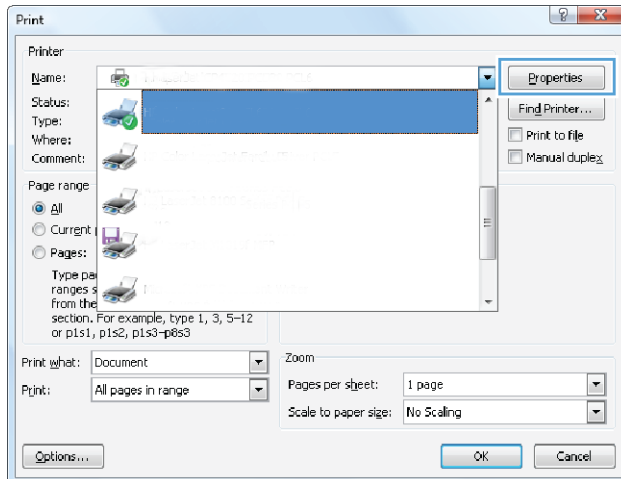 Print
Printer
Name:
Properties
Status:
Find Printer...
Type:
Where:
Print to file
Comment:
Manual duplex
Page range
All
Current
Pages:
Type
ranges
from the
section. For example, type 1, 3, 5–12
or p1s1, p1s2, p1s3–p8s3
Print what: Document
Zoom
Print: All pages in range
Pages per sheet: 1 page
Scale to paper size: No Scaling
Options...
OK
Cancel